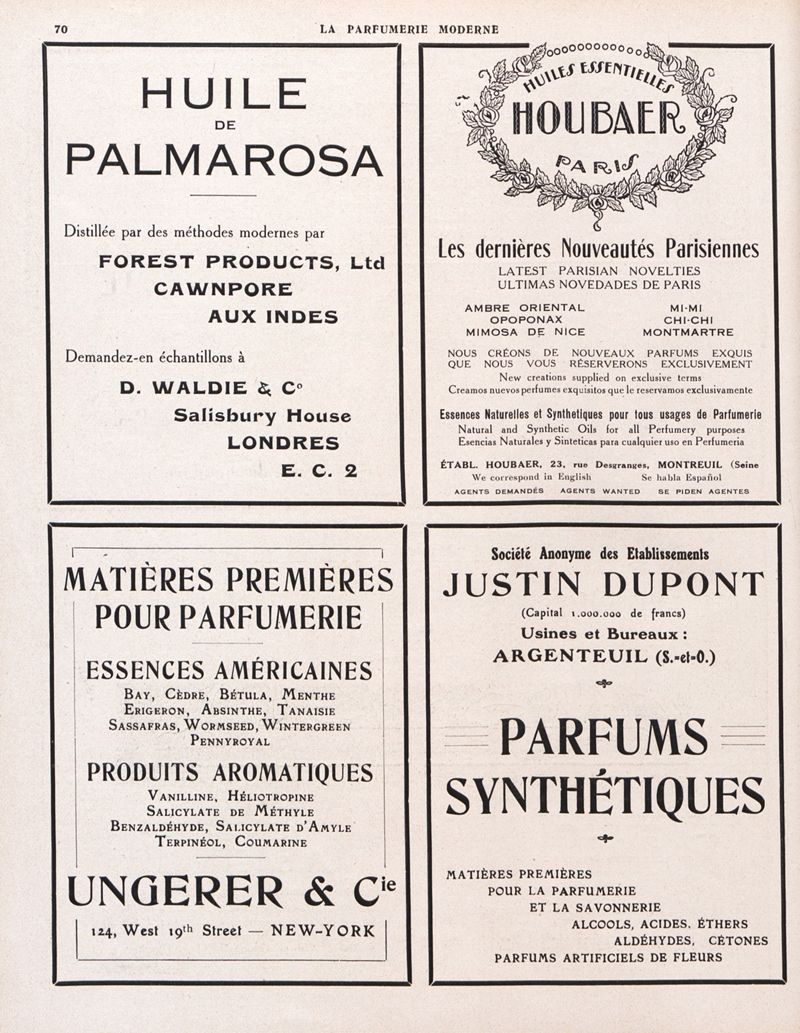 70
LA PARFUMERIE MODERNE
HUILE
DE
PALMAROSA
Distillée par des méthodes modernes par
FOREST PRODUCTS, Ltd
CAWNPORE
AUX INDES
Demandez-en échantillons à
D. WALDIE & Cº
Salisbury House
LONDRES
E. C. 2
HUILES ESSENTIELLES
HOUBAER
PARIS
Les dernières Nouveautés Parisiennes
LATEST PARISIAN NOVELTIES
ULTIMAS NOVEDADES DE PARIS
AMBRE ORIENTAL MI-MI
OPOPONAX CHI-CHI
MIMOSA DE NICE MONTMARTRE
NOUS CRÉONS DE NOUVEAUX PARFUMS EXQUIS
QUE NOUS VOUS RÉSERVERONS EXCLUSIVEMENT
New creations supplied on exclusive terms
Creamos nuevos perfumes exquisitos que le reservamos exclusivamente
Essences Naturelles et Synthetiques pour tous usages de Parfumerie
Natural and Synthetic Oils for all Perfumery purposes
Esencias Naturales y Sinteticas para cualquier uso en Perfumeria
ÉTABL. HOUBAER, 23, rue Desgranges, MONTREUIL (Seine
We correspond in English Se habla Español
AGENTS DEMANDÉS AGENTS WANTED SE PIDEN AGENTES
MATIÈRES PREMIÈRES
POUR PARFUMERIE
ESSENCES AMÉRICAINES
BAY, CÈDRE, BÉTULA, MENTHE
ERIGERON, ABSINTHE, TANAISIE
SASSAFRAS, WORMSEED, WINTERGREEN
PENNYROYAL
PRODUITS AROMATIQUES
VANILLINE, HÉLIOTROPINE
SALICYLATE DE MÉTHYLE
BENZALDÉHYDE, SALICYLATE D'AMYLE
TERPINÉOL, COUMARINE
UNGERER & Cie
124, West 19th Street — NEW-YORK
Société Anonyme des Etablissements
JUSTIN DUPONT
(Capital 1.000.000 de francs)
Usines et Bureaux :
ARGENTEUIL (S.-et-O.)
PARFUMS
SYNTHÉTIQUES
MATIÈRES PREMIÈRES
POUR LA PARFUMERIE
ET LA SAVONNERIE
ALCOOLS, ACIDES, ÉTHERS
ALDÉHYDES, CÉTONES
PARFUMS ARTIFICIELS DE FLEURS